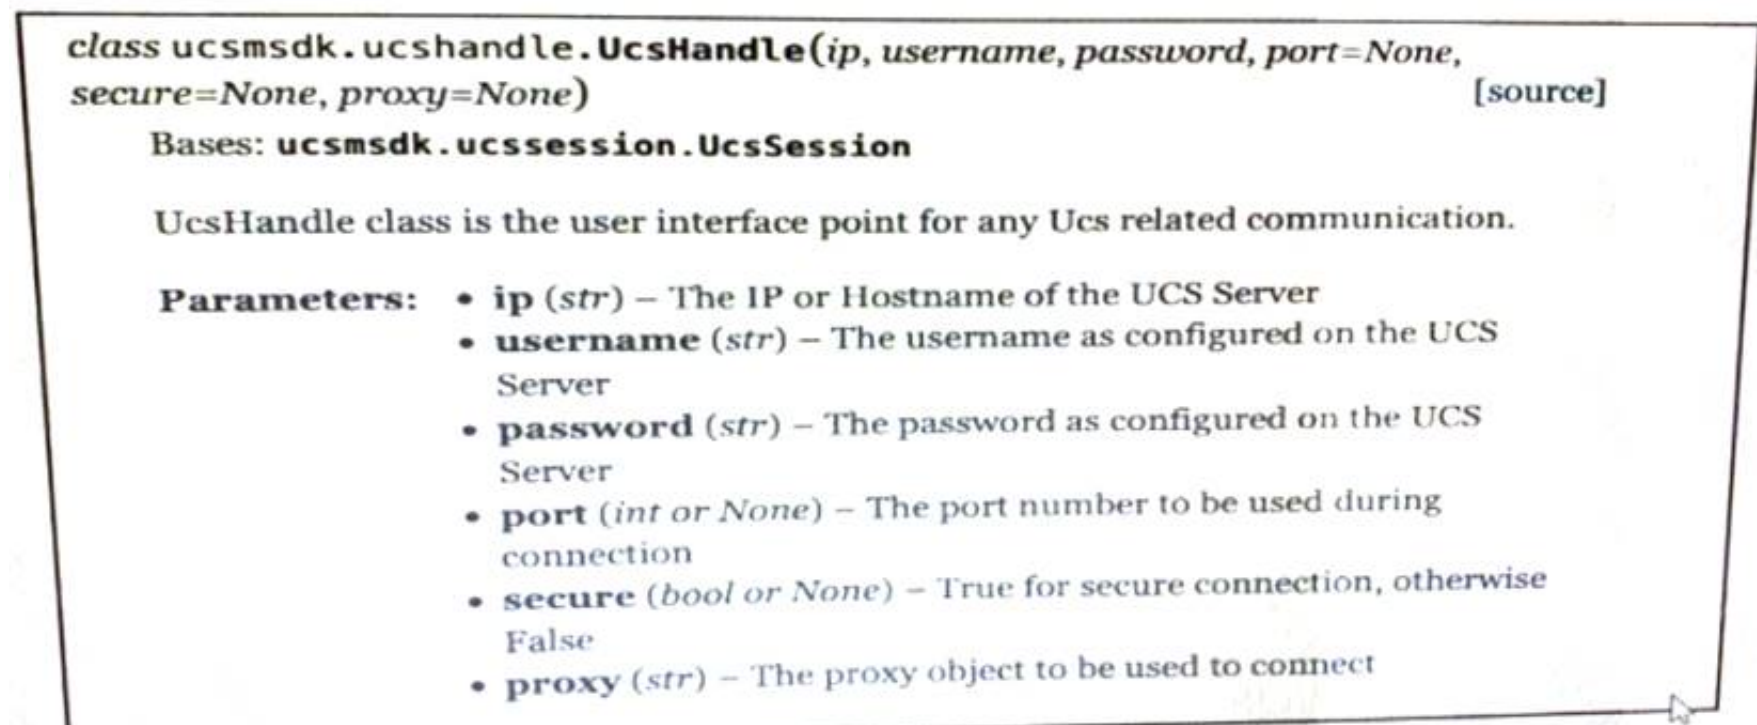 class ucsmsdk.ucshandle.UcsHandle(ip, username, password, port=None,
secure=None, proxy=None) [source]
Bases: ucsmsdk.ucssession.UcsSession
UcsHandle class is the user interface point for any Ucs related communication.
Parameters: • ip (str) – The IP or Hostname of the UCS Server
• username (str) – The username as configured on the UCS
Server
• password (str) – The password as configured on the UCS
Server
• port (int or None) – The port number to be used during
connection
• secure (bool or None) – True for secure connection, otherwise
False
• proxy (str) – The proxy object to be used to connect